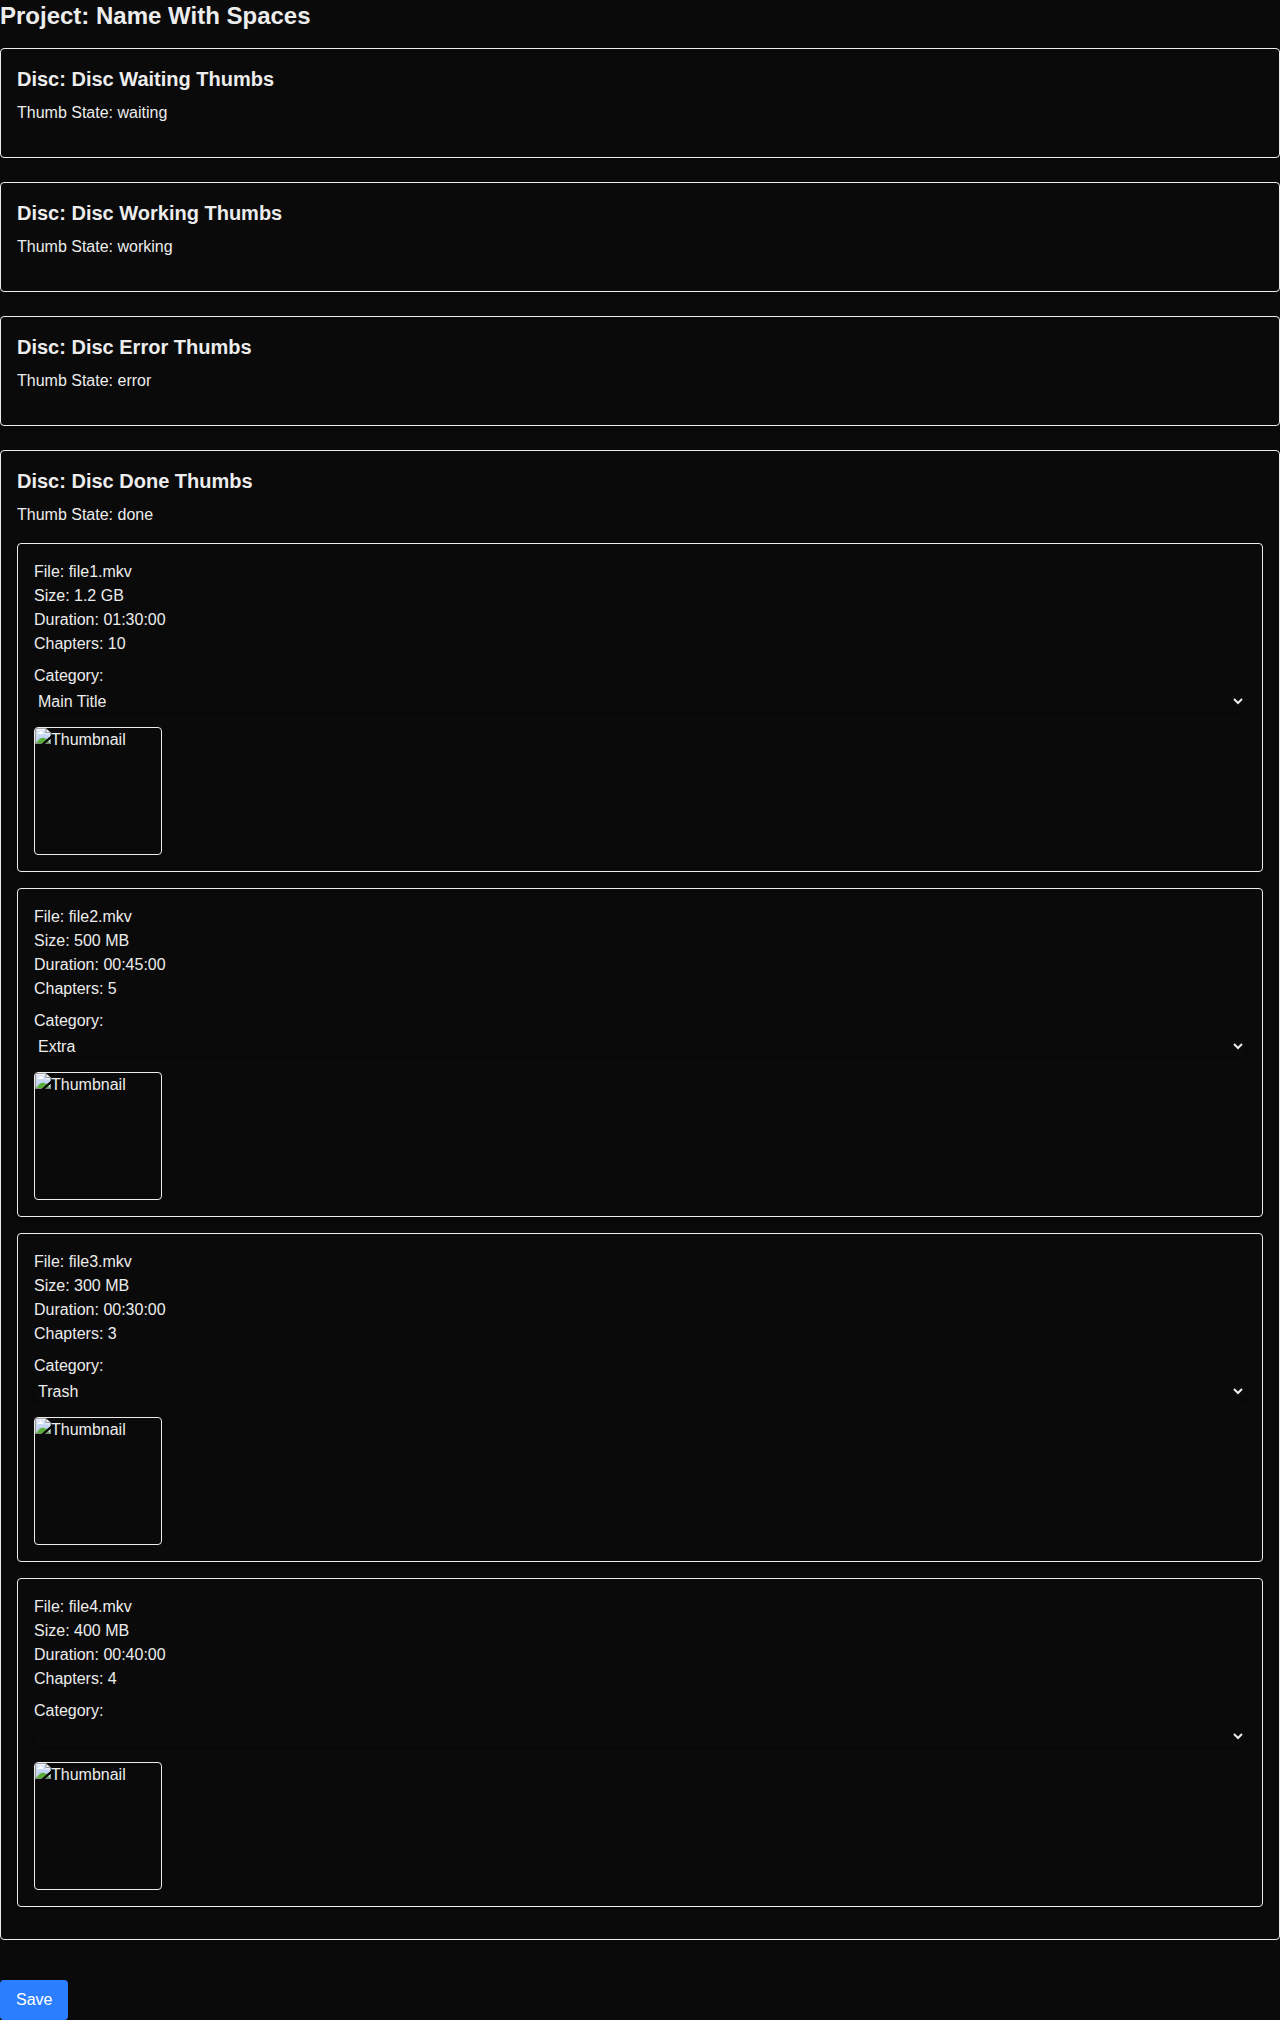 Project: Name With Spaces
Disc: Disc Waiting Thumbs
Thumb State: waiting
Disc: Disc Working Thumbs
Thumb State: working
Disc: Disc Error Thumbs
Thumb State: error
Disc: Disc Done Thumbs
Thumb State: done
File: file1.mkv
Size: 1.2 GB
Duration: 01:30:00
Chapters: 10
Category:
Main Title
Thumbnail
File: file2.mkv
Size: 500 MB
Duration: 00:45:00
Chapters: 5
Category:
Extra
Thumbnail
File: file3.mkv
Size: 300 MB
Duration: 00:30:00
Chapters: 3
Category:
Trash
Thumbnail
File: file4.mkv
Size: 400 MB
Duration: 00:40:00
Chapters: 4
Category:
Thumbnail
Save